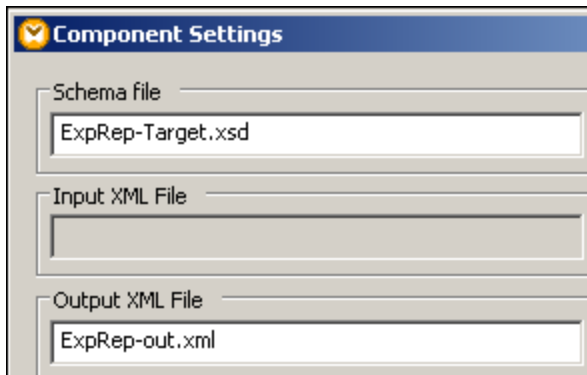 Component Settings
Schema file
ExpRep-Target.xsd
Input XML File
Output XML File
ExpRep-out.xml